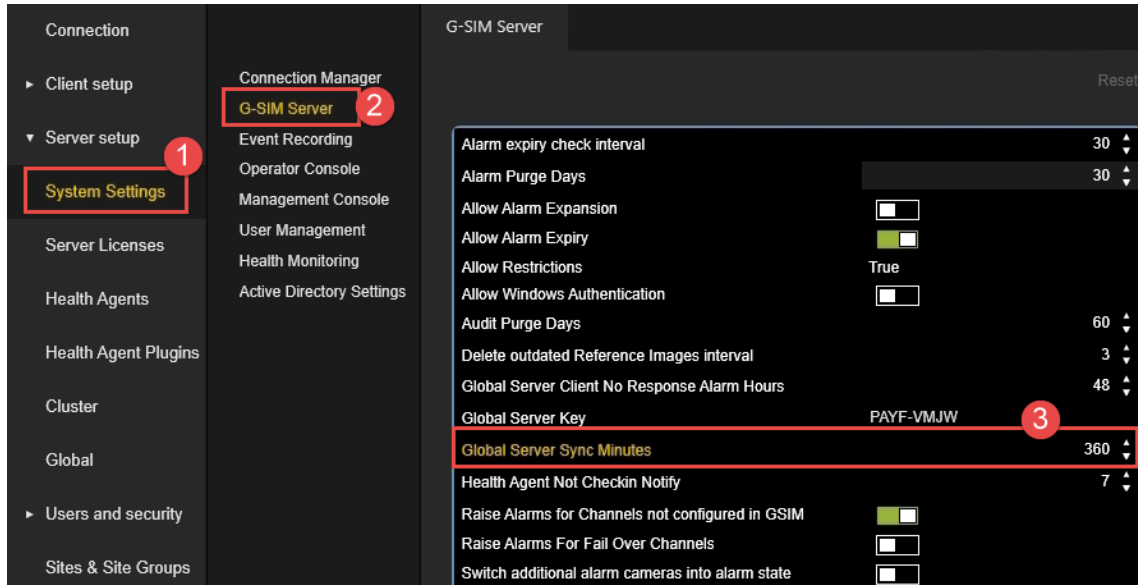 Connection
Client setup
Server setup
1
System Settings
Server Licenses
Health Agents
Health Agent Plugins
Cluster
Global
Users and security
Sites & Site Groups
Connection Manager
G-SIM Server
2
Event Recording
Operator Console
Management Console
User Management
Health Monitoring
Active Directory Settings
G-SIM Server
Reset
Alarm expiry check interval 30
Alarm Purge Days 30
Allow Alarm Expansion
Allow Alarm Expiry
Allow Restrictions True
Allow Windows Authentication
Audit Purge Days 60
Delete outdated Reference Images interval 3
Global Server Client No Response Alarm Hours 48
Global Server Key PAYF-VMJW
3
Global Server Sync Minutes 360
Health Agent Not Checkin Notify 7
Raise Alarms for Channels not configured in GSIM
Raise Alarms For Fail Over Channels
Switch additional alarm cameras into alarm state